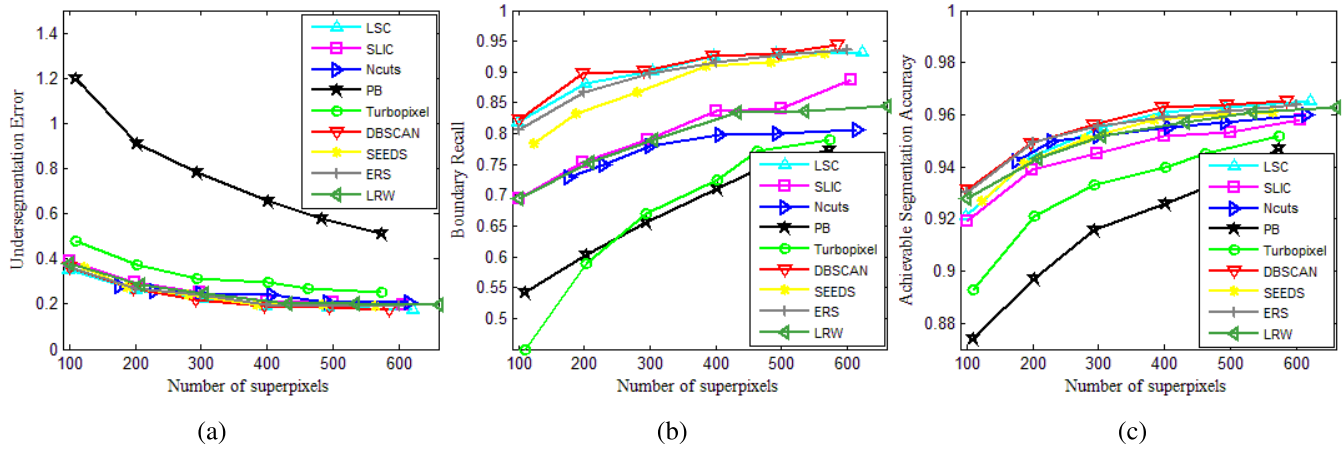 Undersegmentation Error
1.4
1.2
1
0.8
0.6
0.4
0.2
0
100 200 300 400 500 600
Number of superpixels
LSC
SLIC
Ncuts
PB
Turbopixel
DBSCAN
SEEDS
ERS
LRW
(a)
Boundary Recall
1
0.95
0.9
0.85
0.8
0.75
0.7
0.65
0.6
0.55
0.5
100 200 300 400 500 600
Number of superpixels
LSC
SLIC
Ncuts
PB
Turbopixel
DBSCAN
SEEDS
ERS
LRW
(b)
Achievable Segmentation Accuracy
1
0.98
0.96
0.94
0.92
0.9
0.88
100 200 300 400 500 600
Number of superpixels
LSC
SLIC
Ncuts
PB
Turbopixel
DBSCAN
SEEDS
ERS
LRW
(c)